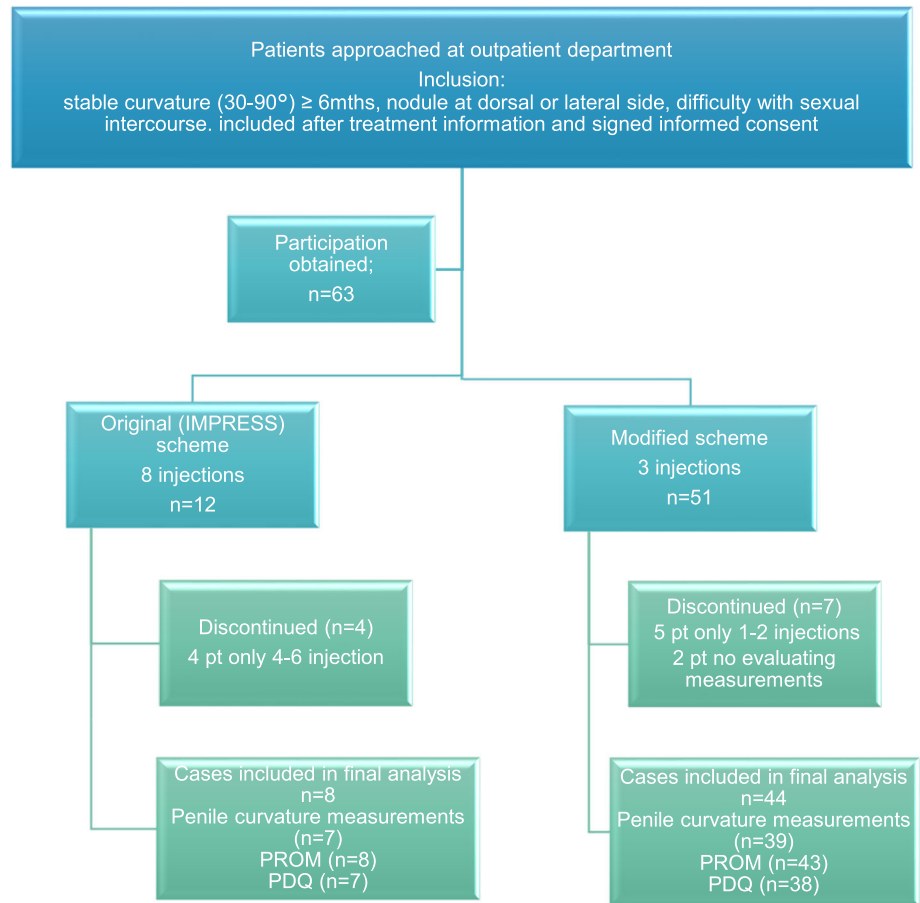 Patients approached at outpatient department
Inclusion:
stable curvature (30-90°) ≥ 6mths, nodule at dorsal or lateral side, difficulty with sexual
intercourse. included after treatment information and signed informed consent
Participation
obtained;
n=63
Original (IMPRESS)
scheme
8 injections
n=12
Modified scheme
3 injections
n=51
Discontinued (n=4)
4 pt only 4-6 injection
Discontinued (n=7)
5 pt only 1-2 injections
2 pt no evaluating
measurements
Cases included in final analysis
n=8
Penile curvature measurements
(n=7)
PROM (n=8)
PDQ (n=7)
Cases included in final analysis
n=44
Penile curvature measurements
(n=39)
PROM (n=43)
PDQ (n=38)